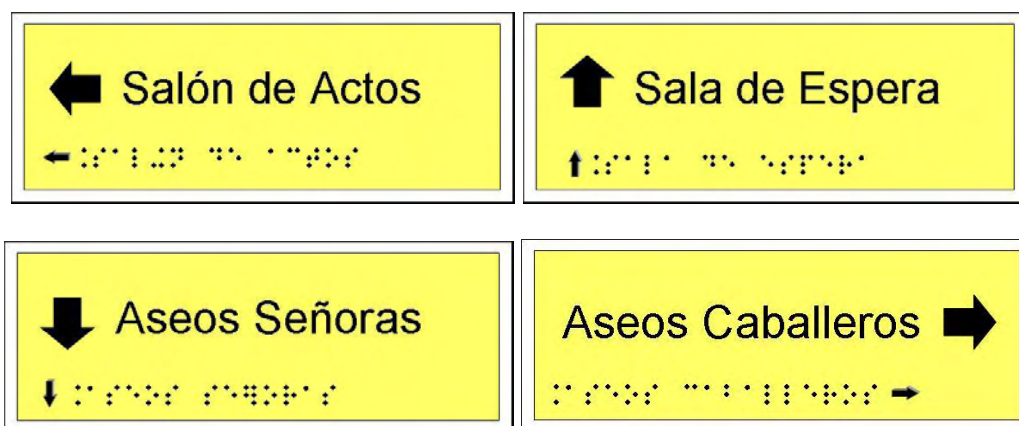 Salón de Actos
⠨⠎⠁⠇⠬⠝ ⠙⠑ ⠁⠉⠞⠕⠎
Sala de Espera
⠨⠎⠁⠇⠁ ⠙⠑ ⠑⠎⠏⠑⠗⠁
Aseos Señoras
⠨⠁⠎⠑⠕⠎ ⠎⠑⠻⠕⠗⠁⠎
Aseos Caballeros
⠨⠁⠎⠑⠕⠎ ⠉⠁⠃⠁⠇⠇⠑⠗⠕⠎